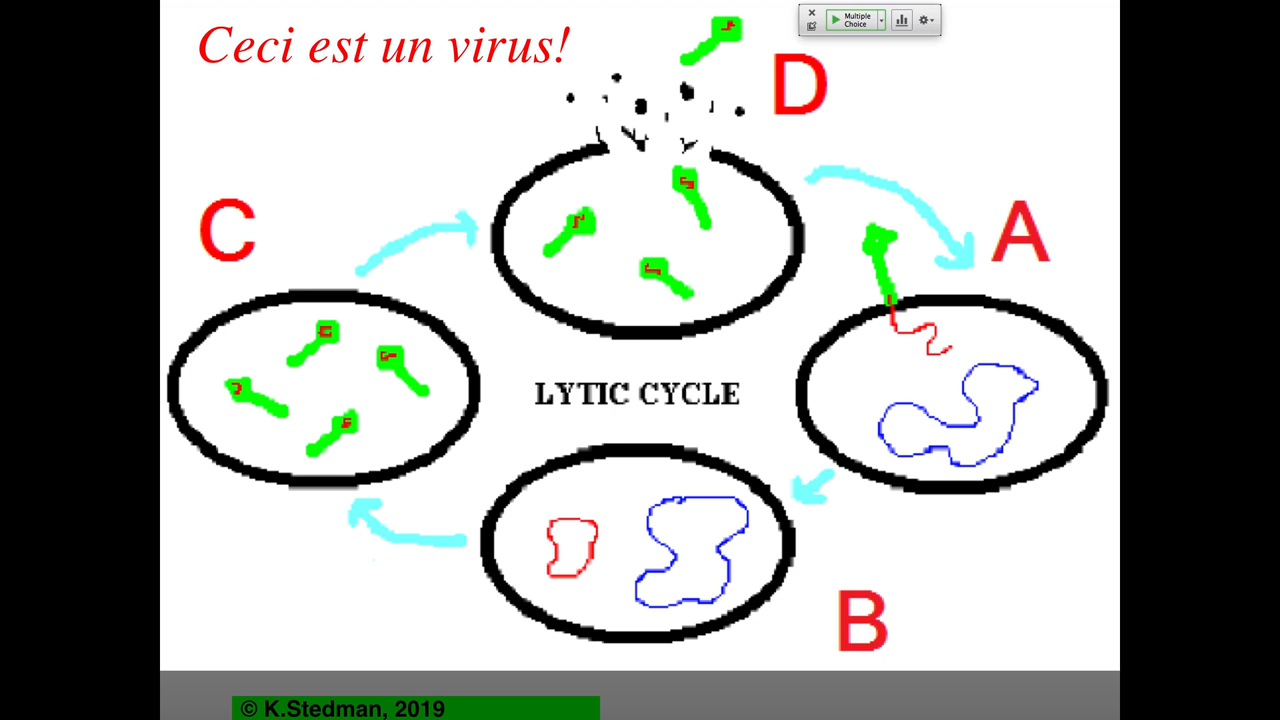 Ceci est un virus!
Multiple
Choice
D
C
A
LYTIC CYCLE
B
© K.Stedman, 2019